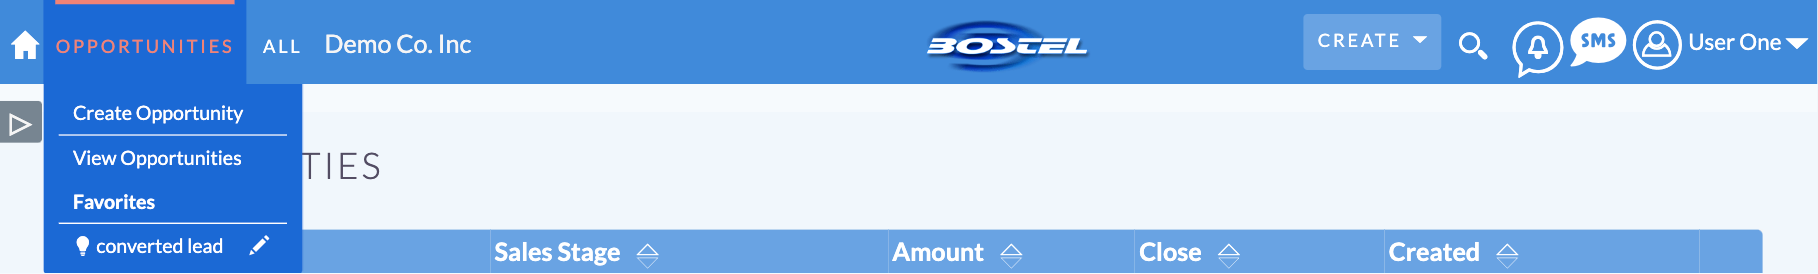 OPPORTUNITIES ALL Demo Co. Inc BOSTEL CREATE SMS User One
Create Opportunity
View Opportunities
TIES
Favorites
converted lead
Sales Stage Amount Close Created